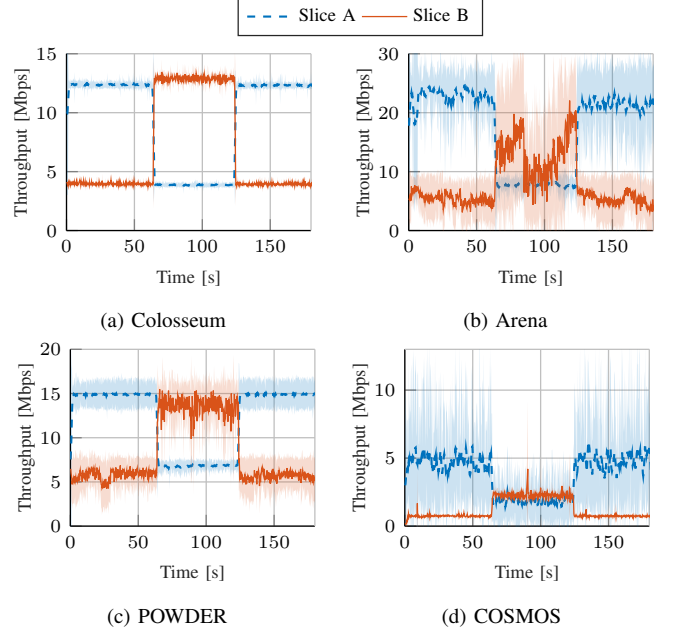 Slice A Slice B
15
10
5
0
0 50 100 150
Throughput [Mbps]
Time [s]
(a) Colosseum
30
20
10
0
0 50 100 150
Throughput [Mbps]
Time [s]
(b) Arena
20
15
10
5
0
0 50 100 150
Throughput [Mbps]
Time [s]
(c) POWDER
10
5
0
0 50 100 150
Throughput [Mbps]
Time [s]
(d) COSMOS